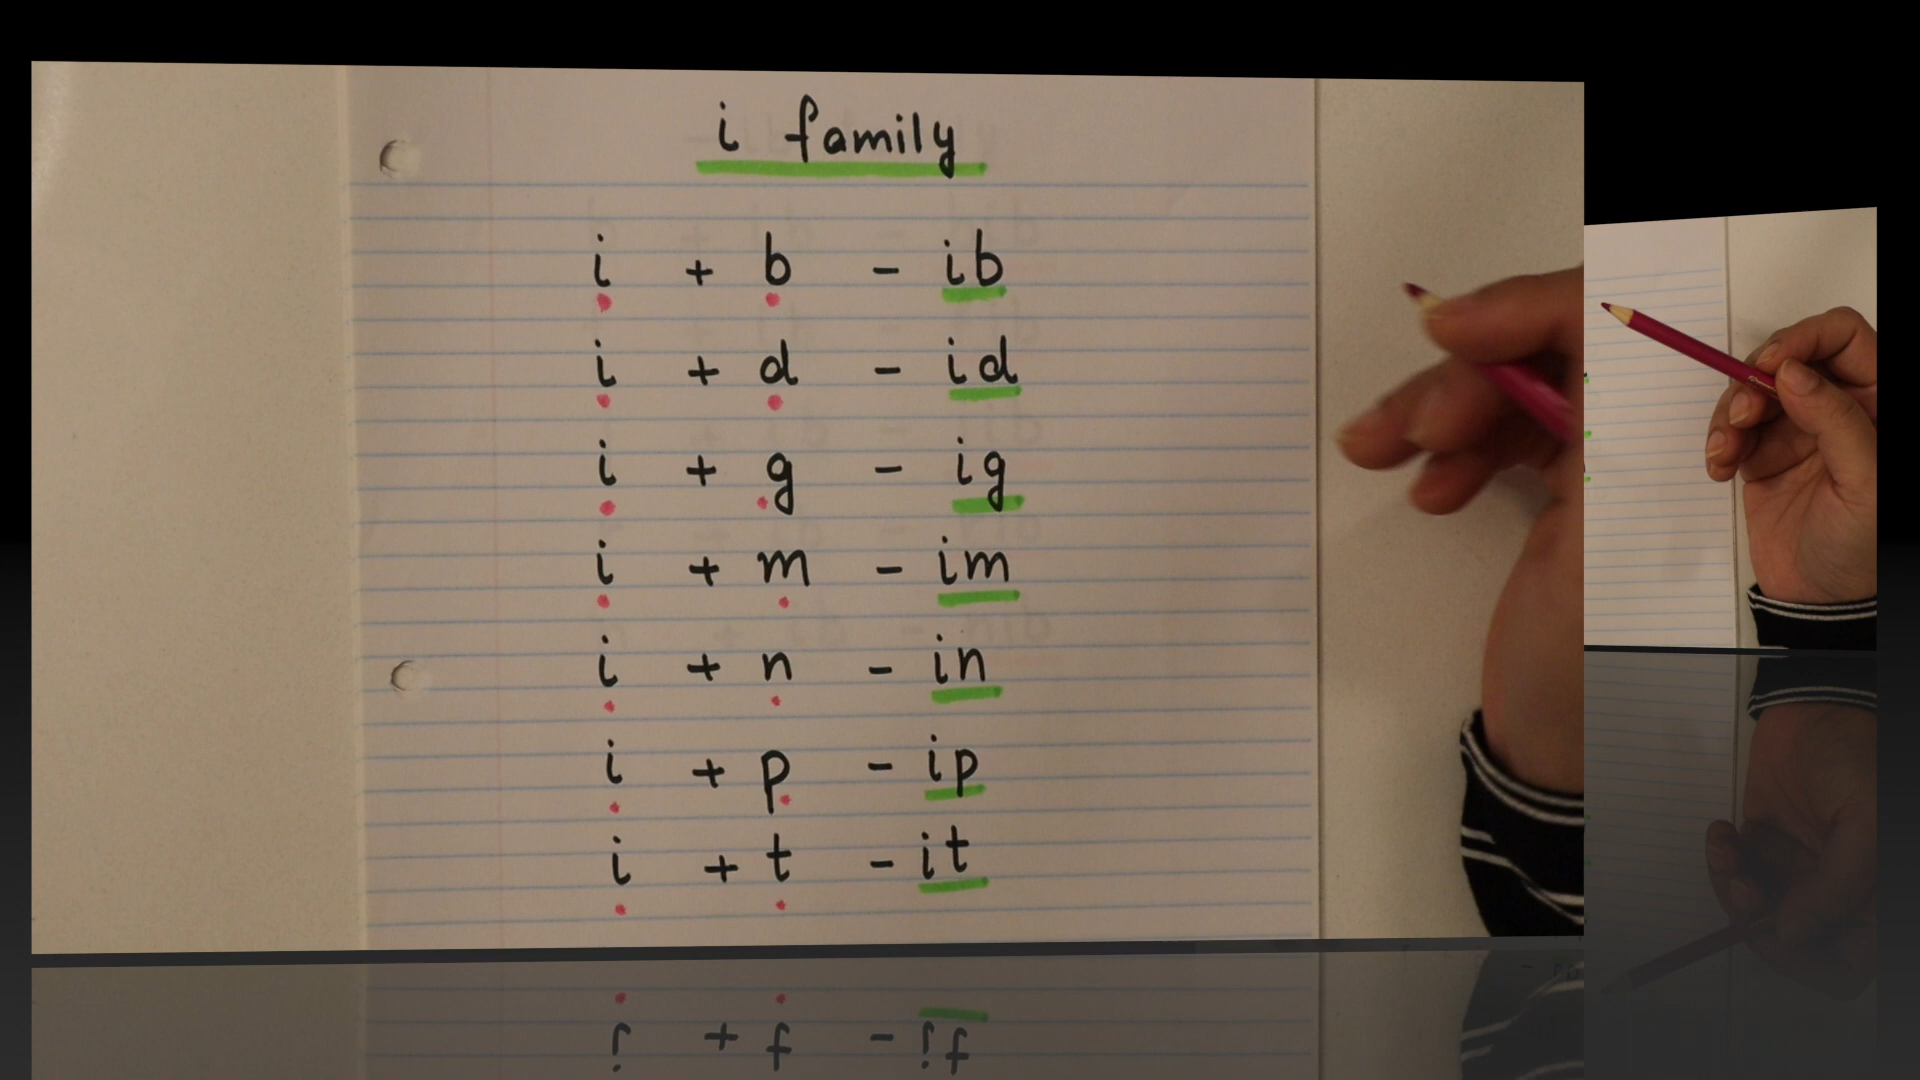 i family
i + b - ib
i + d - id
i + g - ig
i + m - im
i + n - in
i + p - ip
i + t - it